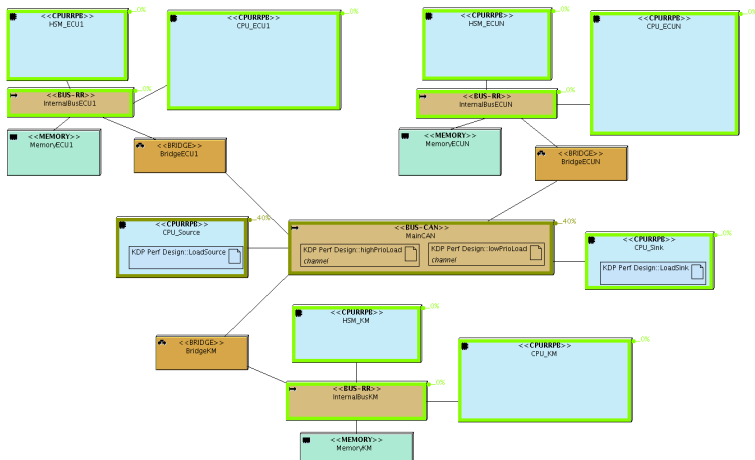 <<CPURRPB>>
HSM_ECU1
0%
<<CPURRPB>>
CPU_ECU1
0%
<<CPURRPB>>
HSM_ECUN
0%
<<CPURRPB>>
CPU_ECUN
0%
<<BUS-RR>>
InternalBusECU1
0%
<<BUS-RR>>
InternalBusECUN
0%
<<MEMORY>>
MemoryECU1
<<BRIDGE>>
BridgeECU1
<<MEMORY>>
MemoryECUN
<<BRIDGE>>
BridgeECUN
<<CPURRPB>>
CPU_Source
40%
KDP Perf Design::LoadSource
<<BUS-CAN>>
MainCAN
40%
KDP Perf Design::highPrioLoad
channel
KDP Perf Design::lowPrioLoad
channel
<<CPURRPB>>
CPU_Sink
0%
KDP Perf Design::LoadSink
<<CPURRPB>>
HSM_KM
0%
<<BRIDGE>>
BridgeKM
<<CPURRPB>>
CPU_KM
0%
<<BUS-RR>>
InternalBusKM
0%
<<MEMORY>>
MemoryKM